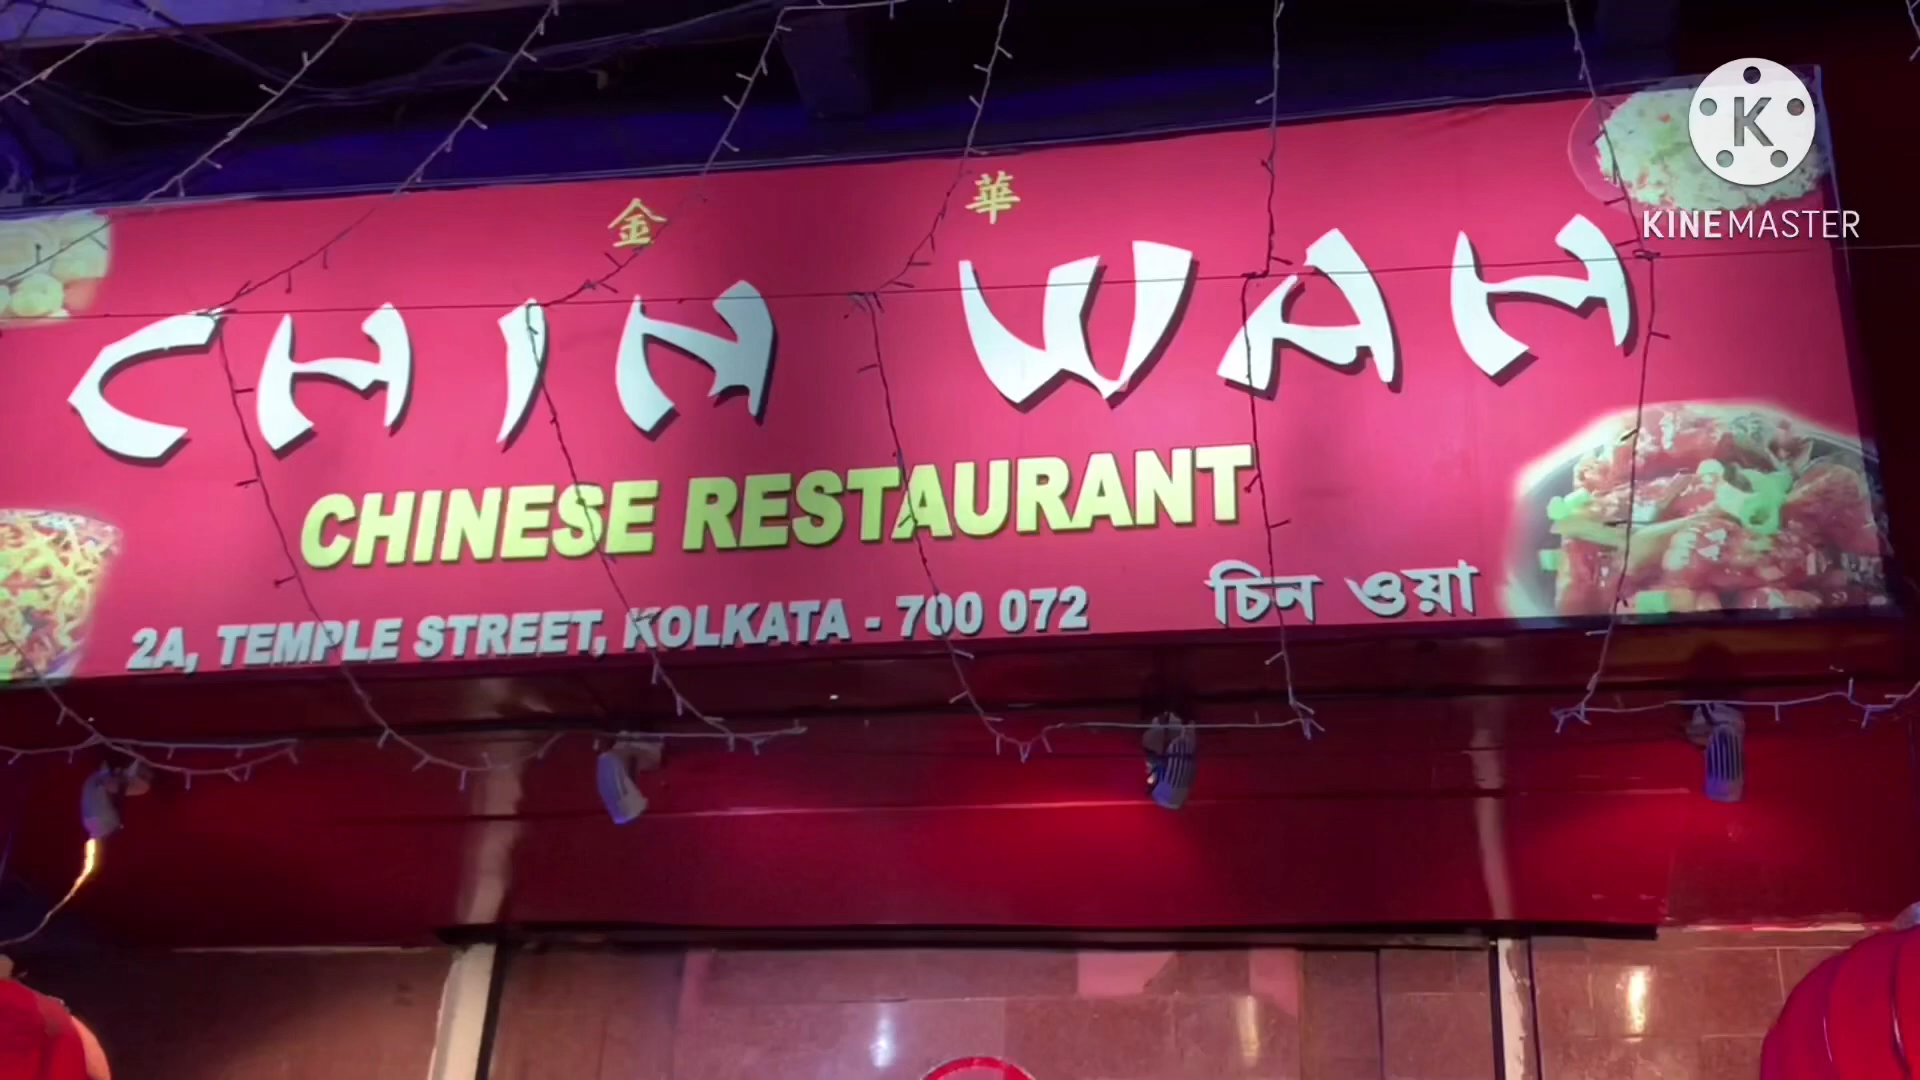 金 華
CHIN WAH
CHINESE RESTAURANT
2A, TEMPLE STREET, KOLKATA - 700 072
চিন ওয়া
K
KINEMASTER